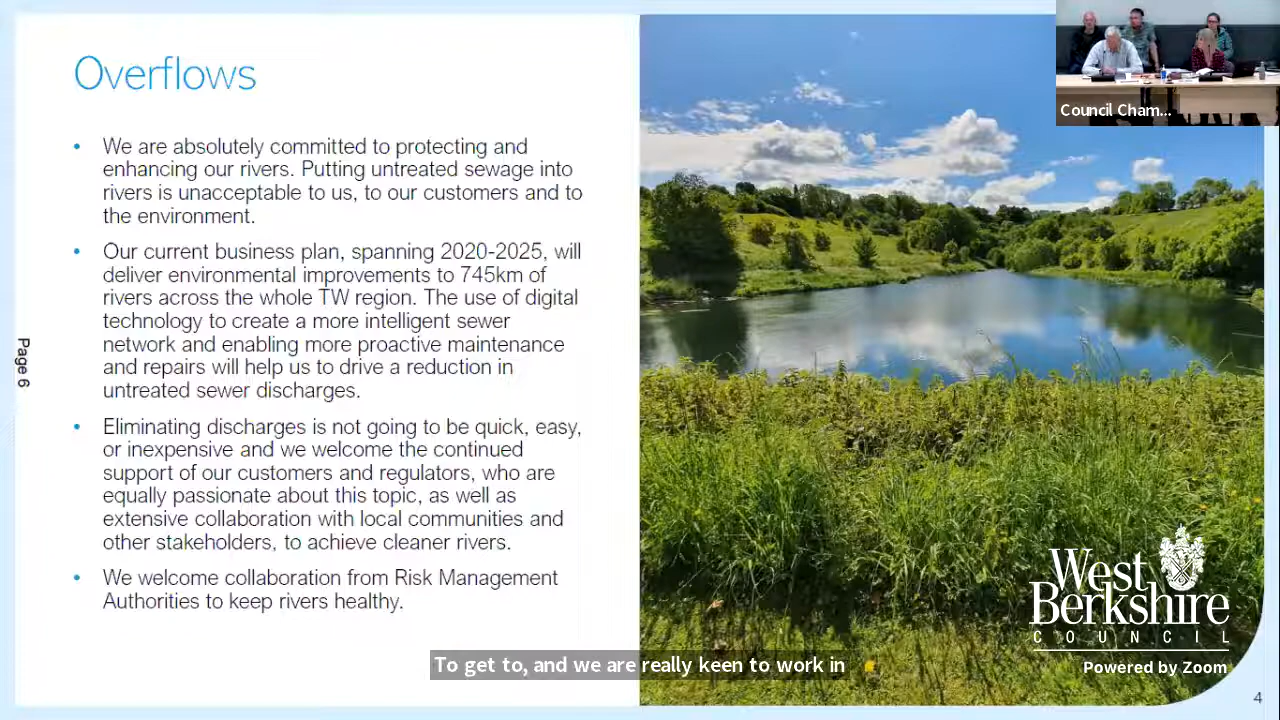 Overflows
• We are absolutely committed to protecting and
enhancing our rivers. Putting untreated sewage into
rivers is unacceptable to us, to our customers and to
the environment.
• Our current business plan, spanning 2020-2025, will
deliver environmental improvements to 745km of
rivers across the whole TW region. The use of digital
technology to create a more intelligent sewer
network and enabling more proactive maintenance
and repairs will help us to drive a reduction in
untreated sewer discharges.
• Eliminating discharges is not going to be quick, easy,
or inexpensive and we welcome the continued
support of our customers and regulators, who are
equally passionate about this topic, as well as
extensive collaboration with local communities and
other stakeholders, to achieve cleaner rivers.
• We welcome collaboration from Risk Management
Authorities to keep rivers healthy.
Page 6
Council Cham...
West
Berkshire
COUNCIL
Powered by Zoom
To get to, and we are really keen to work in
4